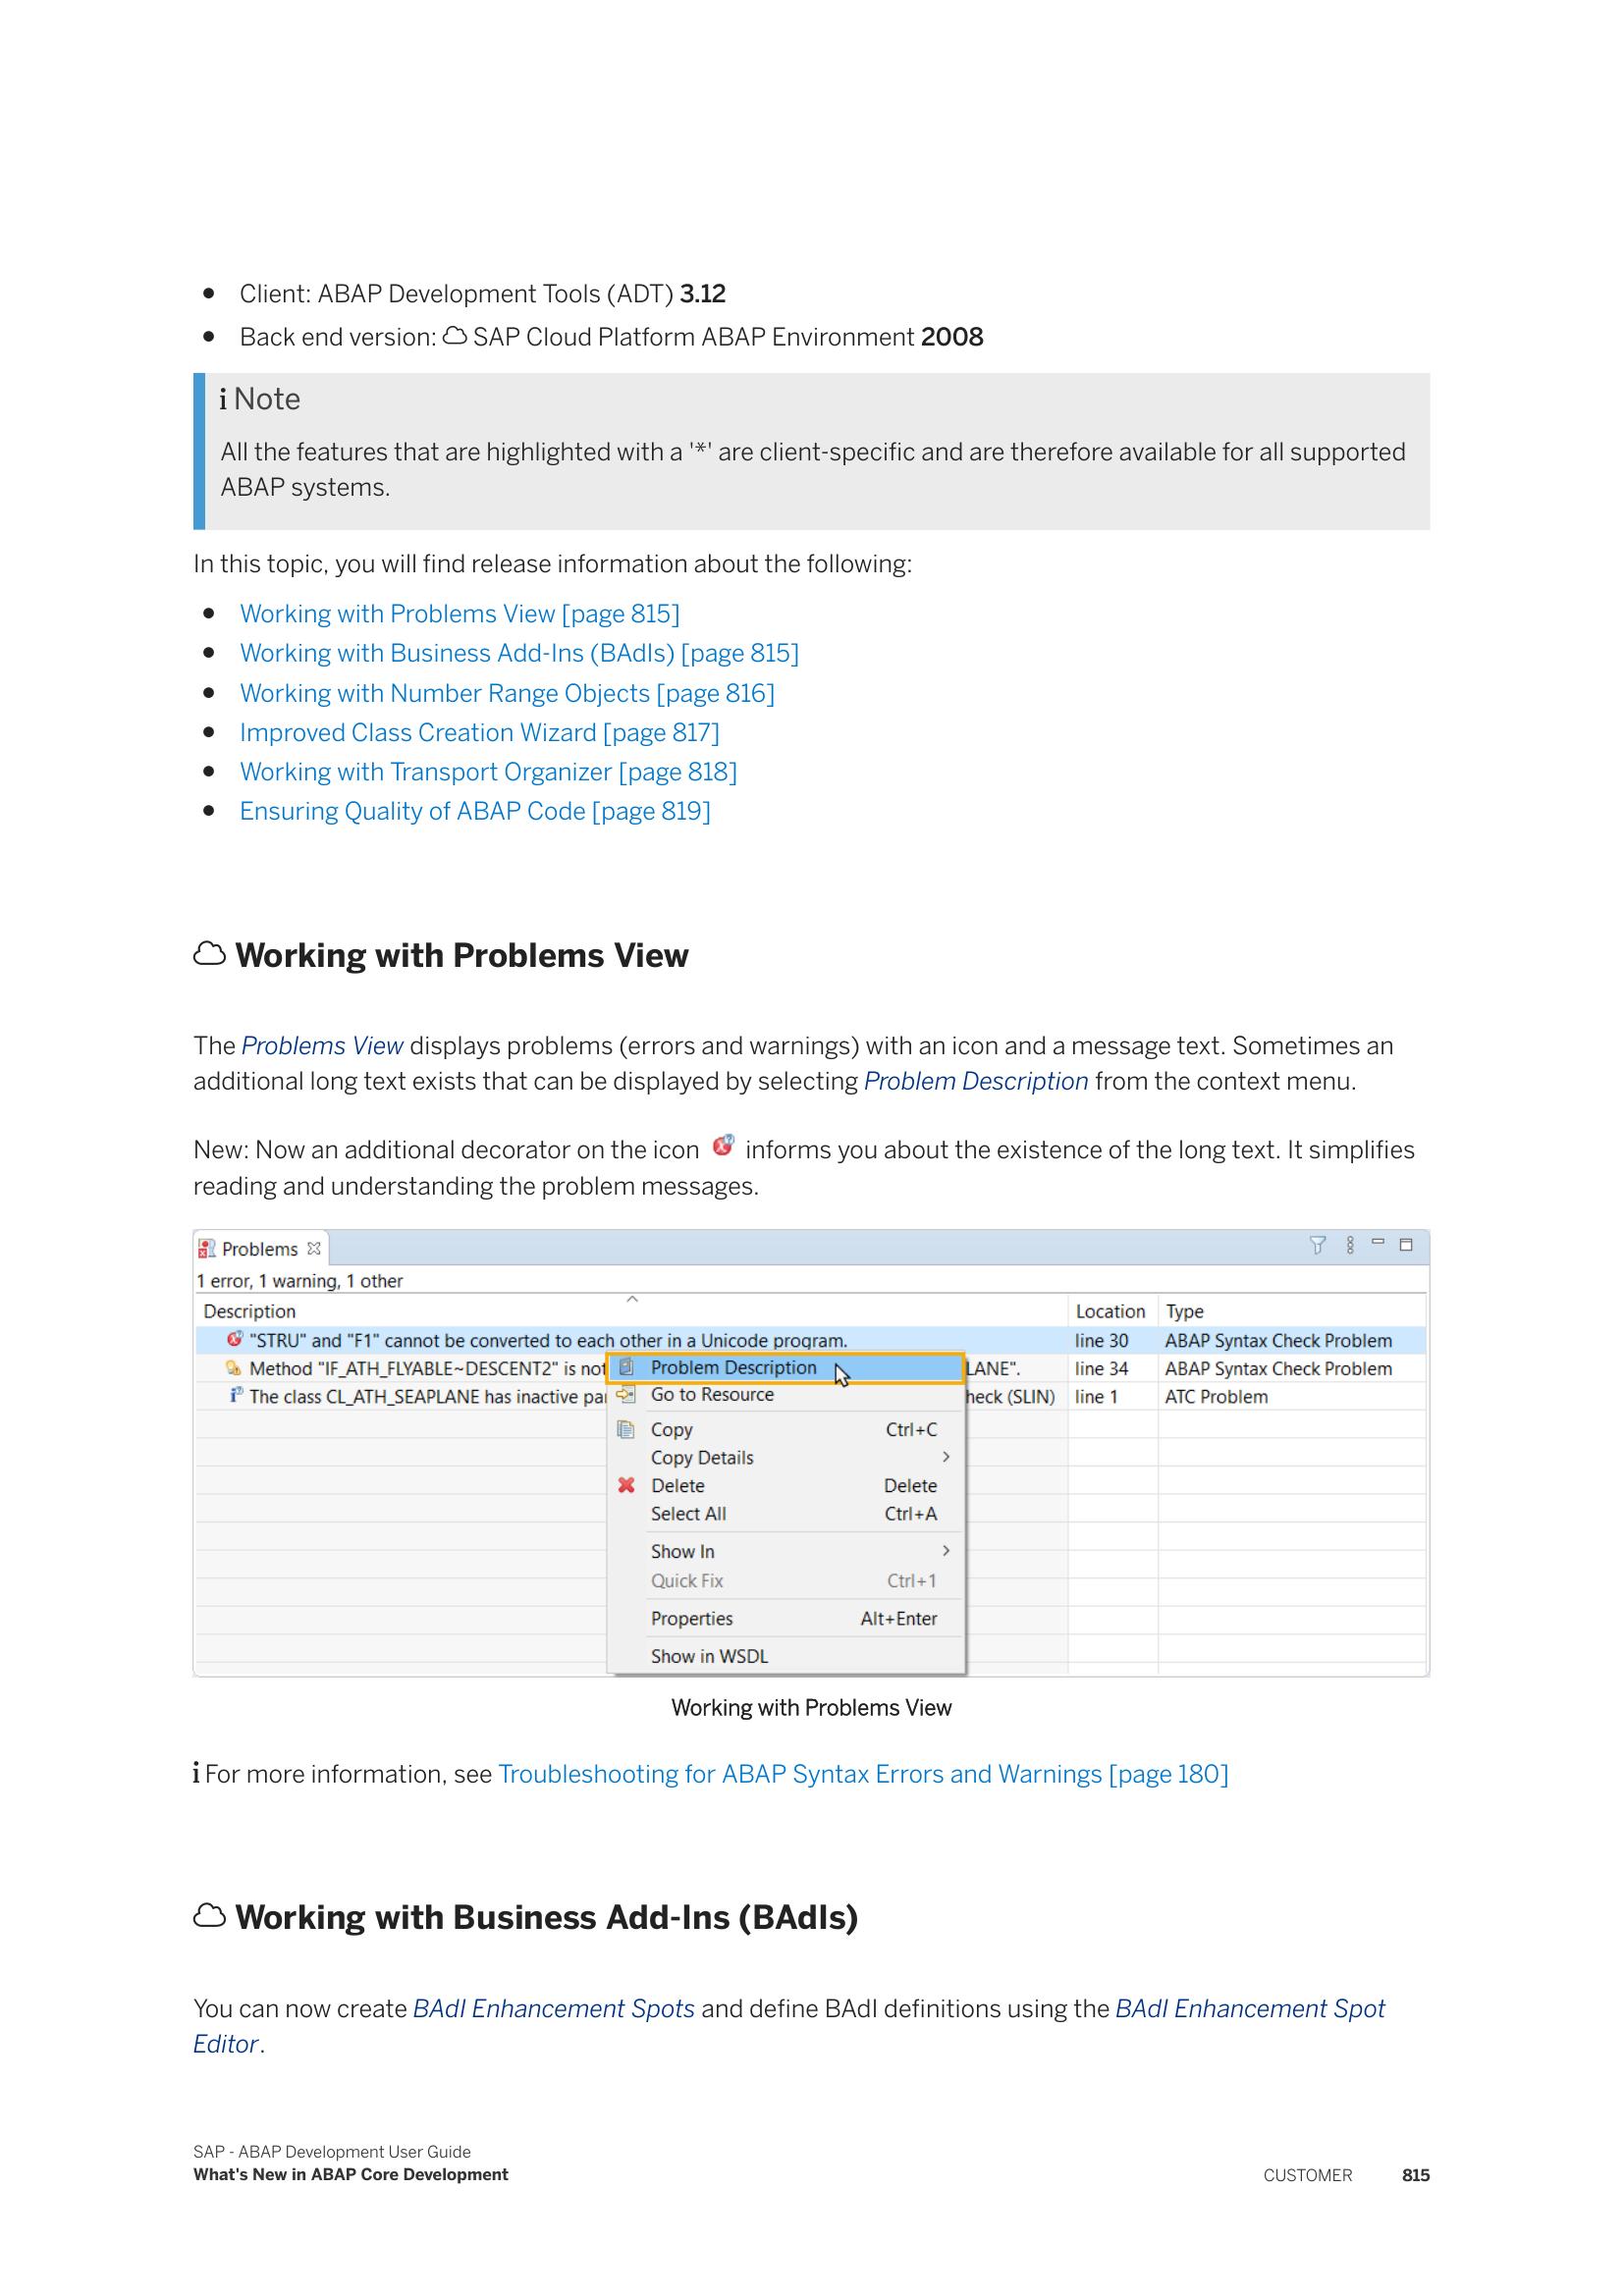 • Client: ABAP Development Tools (ADT) 3.12
• Back end version: SAP Cloud Platform ABAP Environment 2008
i Note
All the features that are highlighted with a '*' are client-specific and are therefore available for all supported
ABAP systems.
In this topic, you will find release information about the following:
• Working with Problems View [page 815]
• Working with Business Add-Ins (BAdIs) [page 815]
• Working with Number Range Objects [page 816]
• Improved Class Creation Wizard [page 817]
• Working with Transport Organizer [page 818]
• Ensuring Quality of ABAP Code [page 819]
Working with Problems View
The Problems View displays problems (errors and warnings) with an icon and a message text. Sometimes an
additional long text exists that can be displayed by selecting Problem Description from the context menu.
New: Now an additional decorator on the icon informs you about the existence of the long text. It simplifies
reading and understanding the problem messages.
Problems
1 error, 1 warning, 1 other
Description Location Type
"STRU" and "F1" cannot be converted to each other in a Unicode program. line 30 ABAP Syntax Check Problem
Method "IF_ATH_FLYABLE~DESCENT2" is not LANE". line 34 ABAP Syntax Check Problem
The class CL_ATH_SEAPLANE has inactive par heck (SLIN) line 1 ATC Problem
Problem Description
Go to Resource
Copy Ctrl+C
Copy Details
Delete Delete
Select All Ctrl+A
Show In
Quick Fix Ctrl+1
Properties Alt+Enter
Show in WSDL
Working with Problems View
i For more information, see Troubleshooting for ABAP Syntax Errors and Warnings [page 180]
Working with Business Add-Ins (BAdIs)
You can now create BAdI Enhancement Spots and define BAdI definitions using the BAdI Enhancement Spot
Editor.
SAP - ABAP Development User Guide
What's New in ABAP Core Development CUSTOMER 815